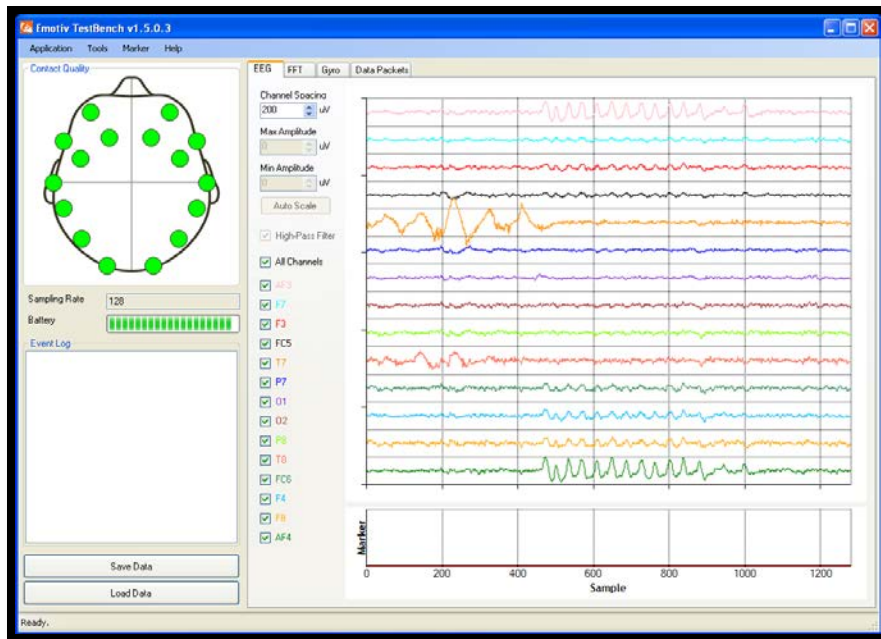 Emotiv TestBench v1.5.0.3
Application Tools Marker Help
Contact Quality
Sampling Rate 128
Battery
Event Log
Save Data
Load Data
EEG FFT Gyro Data Packets
Channel Spacing
200 uV
Max Amplitude
0 uV
Min Amplitude
0 uV
Auto Scale
High-Pass Filter
All Channels
AF3
F7
F3
FC5
T7
P7
O1
O2
P8
T8
FC6
F4
F8
AF4
Marker
0 200 400 600 800 1000 1200
Sample
Ready.